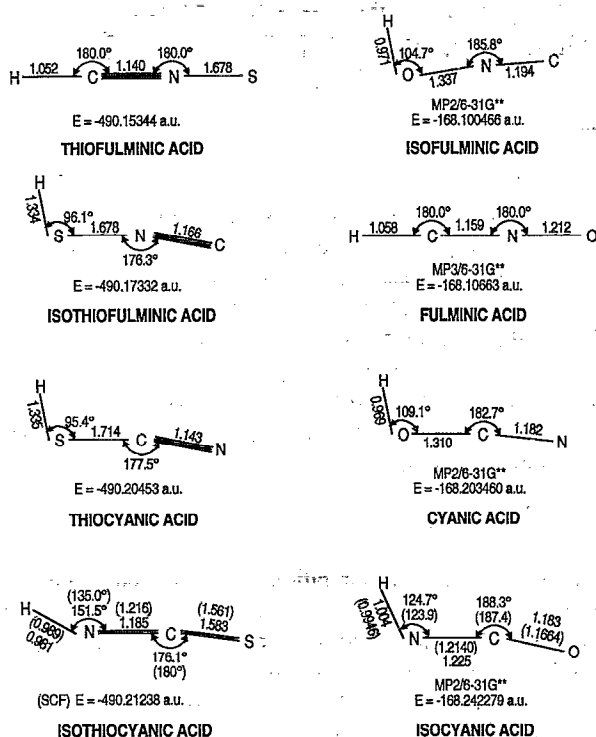 180.0° 180.0°
H 1.052 C 1.140 N 1.678 S
E = -490.15344 a.u.
THIOFULMINIC ACID
H
0.971 104.7° 185.8°
O 1.337 N 1.194 C
MP2/6-31G**
E = -168.100466 a.u.
ISOFULMINIC ACID
H
1.334 96.1°
S 1.678 N 1.166 C
176.3°
E = -490.17332 a.u.
ISOTHIOFULMINIC ACID
180.0° 180.0°
H 1.058 C 1.159 N 1.212 O
MP3/6-31G**
E = -168.10663 a.u.
FULMINIC ACID
H
1.335 95.4°
S 1.714 C 1.143 N
177.5°
E = -490.20453 a.u.
THIOCYANIC ACID
H
0.969 109.1° 182.7°
O 1.310 C 1.182 N
MP2/6-31G**
E = -168.203460 a.u.
CYANIC ACID
(135.0°) (1.216) (1.561)
H 151.5° 1.185 1.583
(0.989) N C S
0.981 176.1°
(180°)
(SCF) E = -490.21238 a.u.
ISOTHIOCYANIC ACID
H
1.004 124.7° 188.3° 1.183
(0.9946) (123.9) (187.4) (1.1664)
N (1.2140) C O
1.225
MP2/6-31G**
E = -168.242279 a.u.
ISOCYANIC ACID